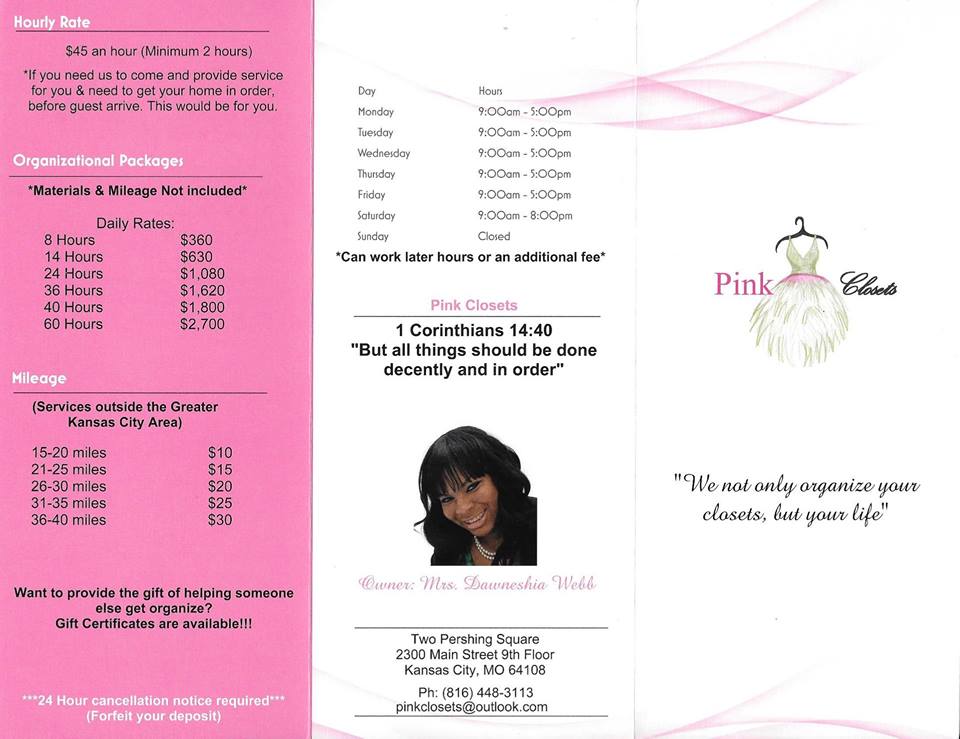 Hourly Rate
$45 an hour (Minimum 2 hours)
*If you need us to come and provide service
for you & need to get your home in order,
before guest arrive. This would be for you.
Organizational Packages
*Materials & Mileage Not included*
Daily Rates:
8 Hours $360
14 Hours $630
24 Hours $1,080
36 Hours $1,620
40 Hours $1,800
60 Hours $2,700
Mileage
(Services outside the Greater
Kansas City Area)
15-20 miles $10
21-25 miles $15
26-30 miles $20
31-35 miles $25
36-40 miles $30
Want to provide the gift of helping someone
else get organize?
Gift Certificates are available!!!
***24 Hour cancellation notice required***
(Forfeit your deposit)
Day Hours
Monday 9:00am - 5:00pm
Tuesday 9:00am - 5:00pm
Wednesday 9:00am - 5:00pm
Thursday 9:00am - 5:00pm
Friday 9:00am - 5:00pm
Saturday 9:00am - 8:00pm
Sunday Closed
*Can work later hours or an additional fee*
Pink Closets
1 Corinthians 14:40
"But all things should be done
decently and in order"
Owner: Mrs. Dawneshia Webb
Two Pershing Square
2300 Main Street 9th Floor
Kansas City, MO 64108
Ph: (816) 448-3113
pinkclosets@outlook.com
Pink Closets
"We not only organize your
closets, but your life"